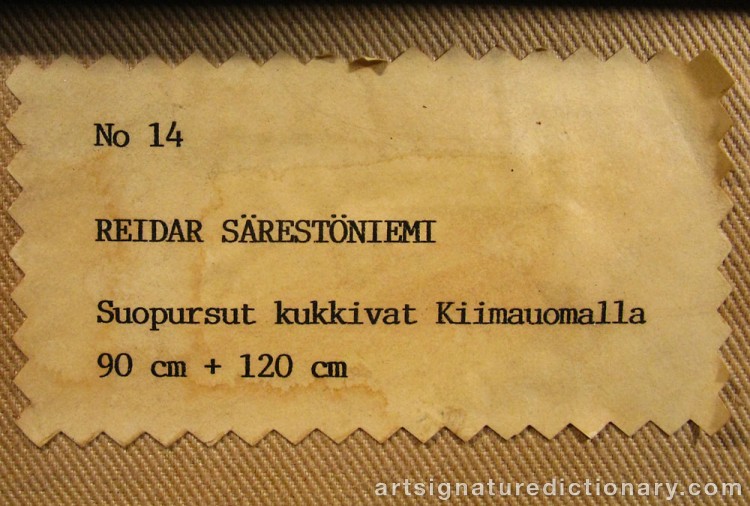 No 14
REIDAR SÄRESTÖNIEMI
Suopursut kukkivat Kiimauomalla
90 cm + 120 cm
artsignaturedictionary.com